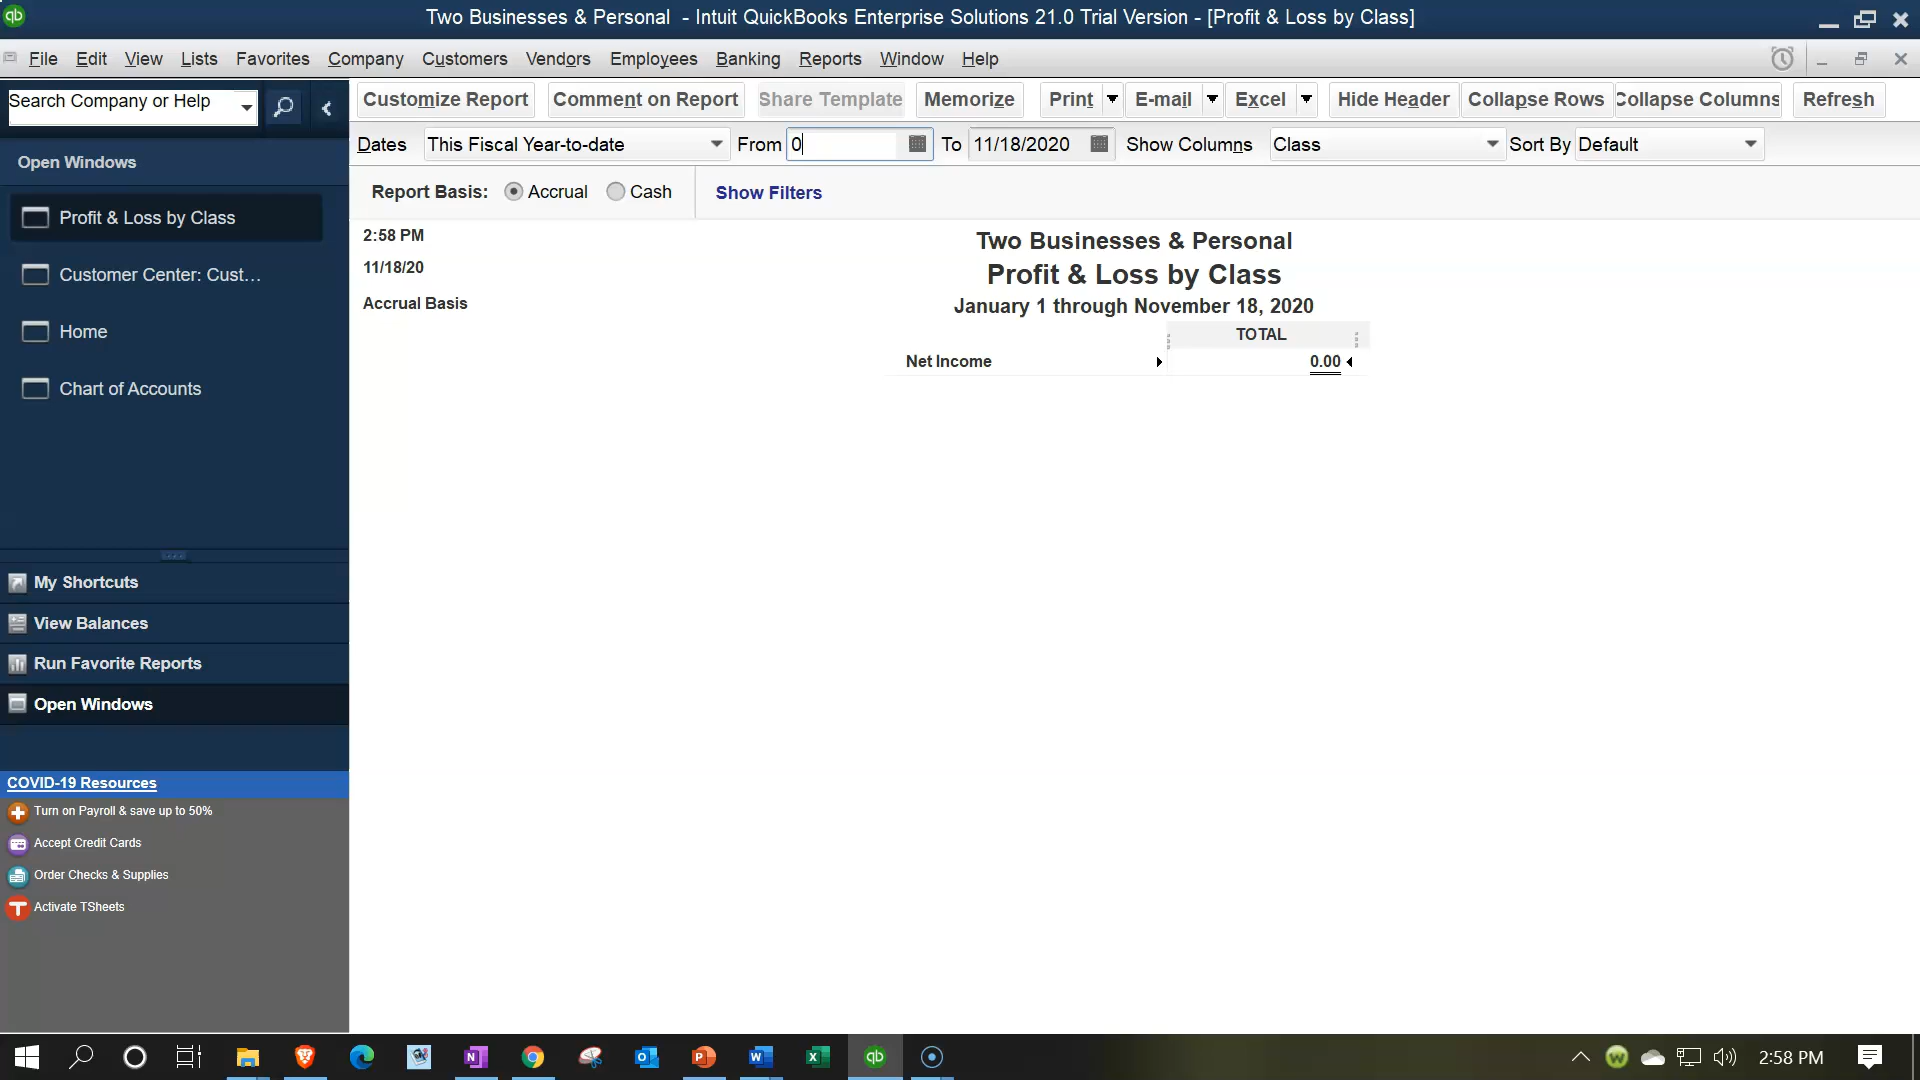 qb Two Businesses & Personal - Intuit QuickBooks Enterprise Solutions 21.0 Trial Version - [Profit & Loss by Class]
File Edit View Lists Favorites Company Customers Vendors Employees Banking Reports Window Help
Search Company or Help
Customize Report Comment on Report Share Template Memorize Print E-mail Excel Hide Header Collapse Rows Collapse Columns Refresh
Dates This Fiscal Year-to-date From 0 To 11/18/2020 Show Columns Class Sort By Default
Open Windows
Report Basis: Accrual Cash Show Filters
Profit & Loss by Class
Customer Center: Cust...
Home
Chart of Accounts
2:58 PM
11/18/20
Accrual Basis
Two Businesses & Personal
Profit & Loss by Class
January 1 through November 18, 2020
TOTAL
Net Income 0.00
My Shortcuts
View Balances
Run Favorite Reports
Open Windows
COVID-19 Resources
Turn on Payroll & save up to 50%
Accept Credit Cards
Order Checks & Supplies
Activate TSheets
2:58 PM